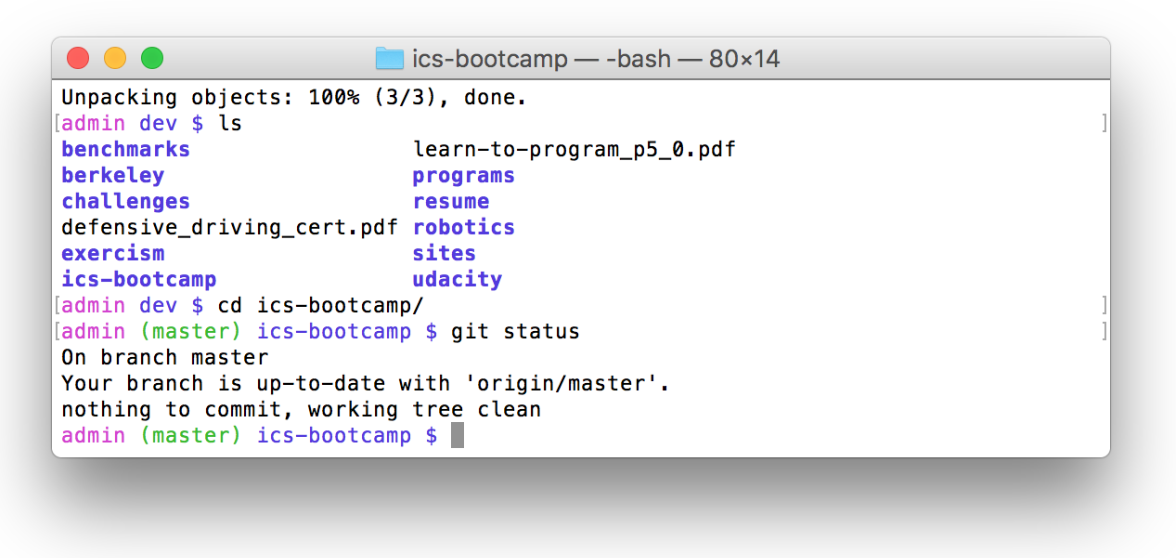 ics-bootcamp — -bash — 80×14
Unpacking objects: 100% (3/3), done.
[admin dev $ ls ]
benchmarks learn-to-program_p5_0.pdf
berkeley programs
challenges resume
defensive_driving_cert.pdf robotics
exercism sites
ics-bootcamp udacity
[admin dev $ cd ics-bootcamp/ ]
[admin (master) ics-bootcamp $ git status ]
On branch master
Your branch is up-to-date with 'origin/master'.
nothing to commit, working tree clean
admin (master) ics-bootcamp $